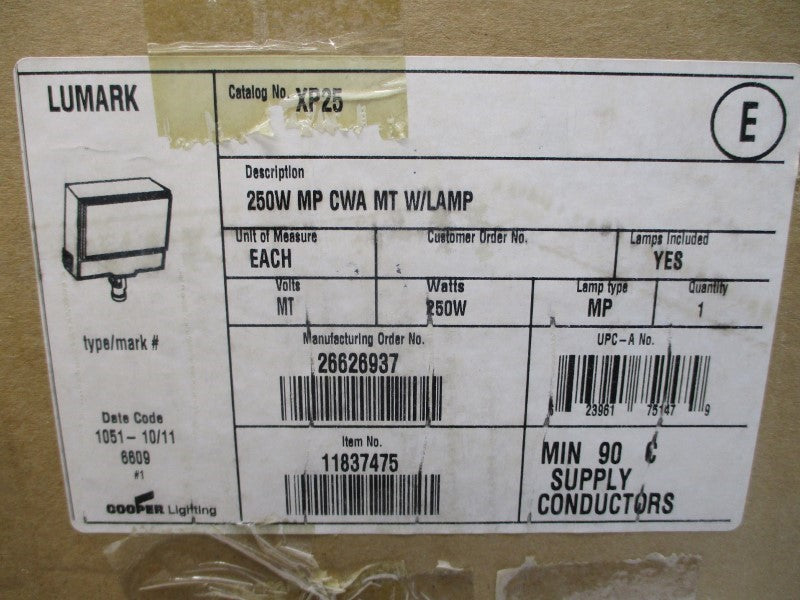 LUMARK
Catalog No. XP25
E
Description
250W MP CWA MT W/LAMP
Unit of Measure
EACH
Customer Order No.
Lamps Included
YES
Volts
MT
Watts
250W
Lamp type
MP
Quantity
1
type/mark #
Manufacturing Order No.
26626937
UPC-A No.
23961 75147 9
Date Code
1051- 10/11
6609
#1
COOPER Lighting
Item No.
11837475
MIN 90 C
SUPPLY
CONDUCTORS